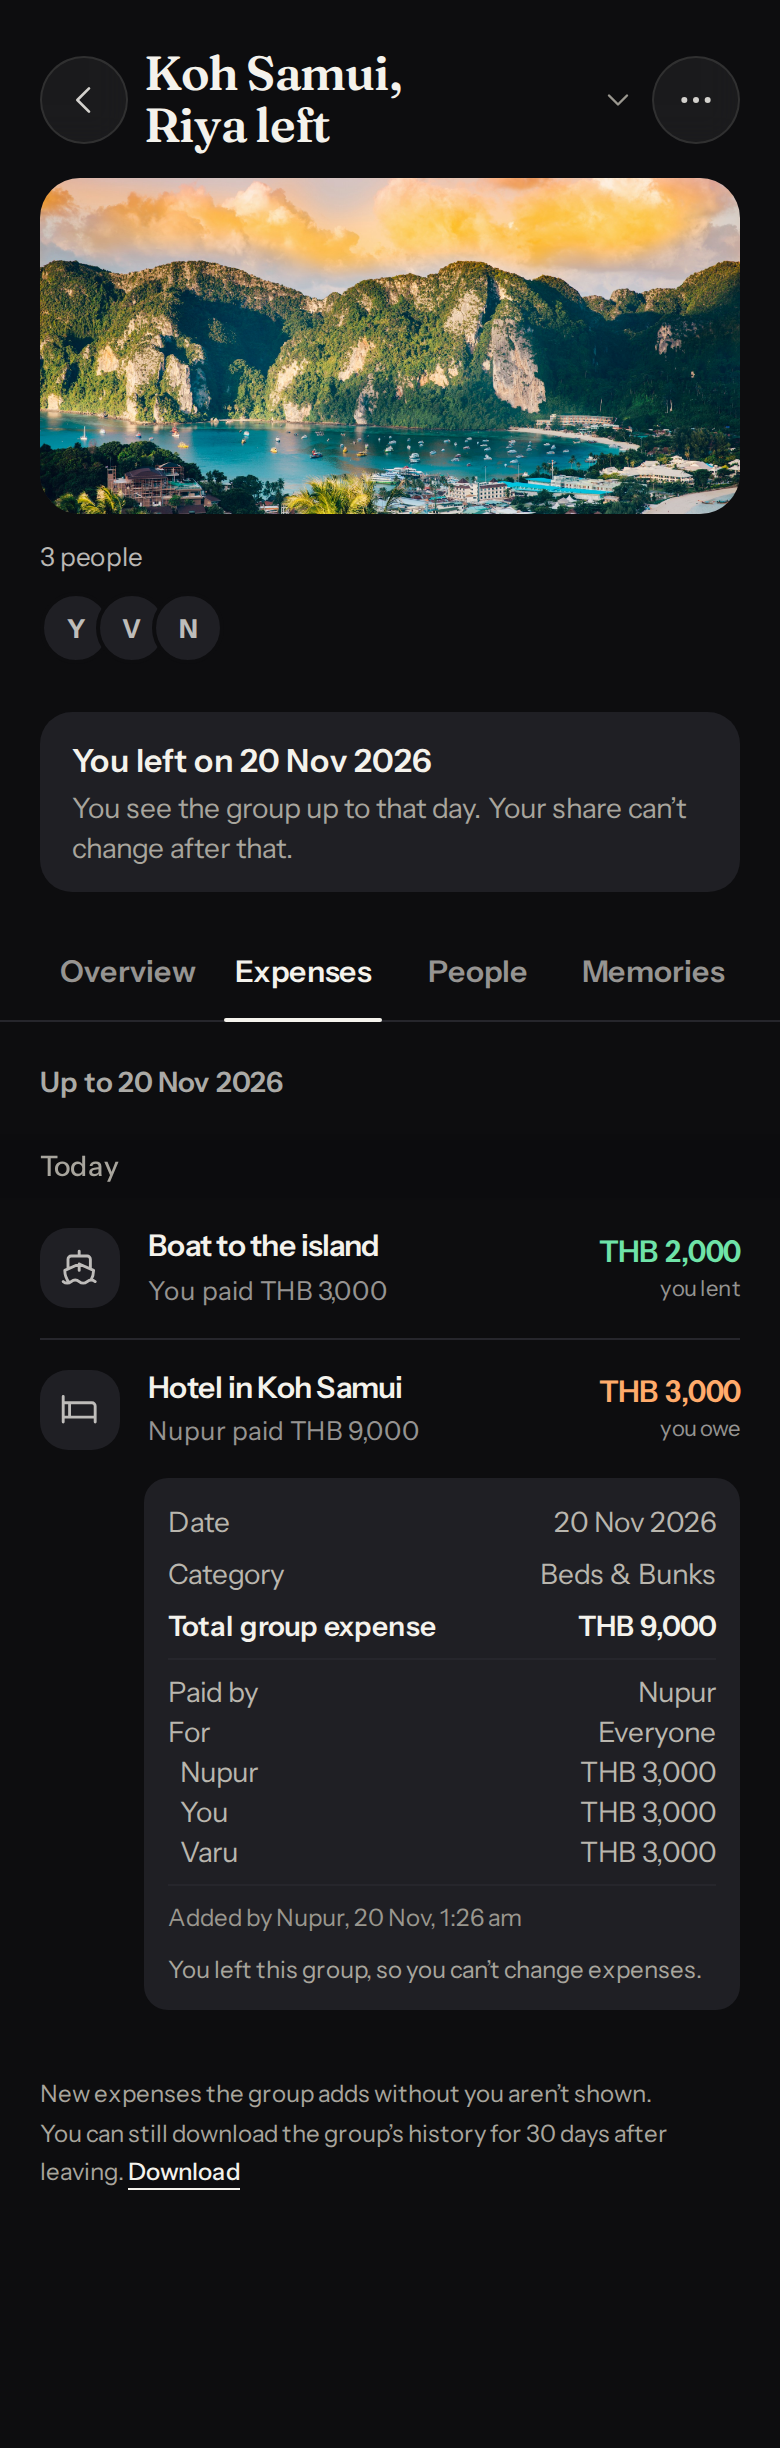 Koh Samui,
Riya left
3 people
Y V N
You left on 20 Nov 2026
You see the group up to that day. Your share can’t
change after that.
Overview Expenses People Memories
Up to 20 Nov 2026
Today
Boat to the island THB 2,000
You paid THB 3,000 you lent
Hotel in Koh Samui THB 3,000
Nupur paid THB 9,000 you owe
Date 20 Nov 2026
Category Beds & Bunks
Total group expense THB 9,000
Paid by Nupur
For Everyone
Nupur THB 3,000
You THB 3,000
Varu THB 3,000
Added by Nupur, 20 Nov, 1:26 am
You left this group, so you can’t change expenses.
New expenses the group adds without you aren’t shown.
You can still download the group’s history for 30 days after
leaving. Download